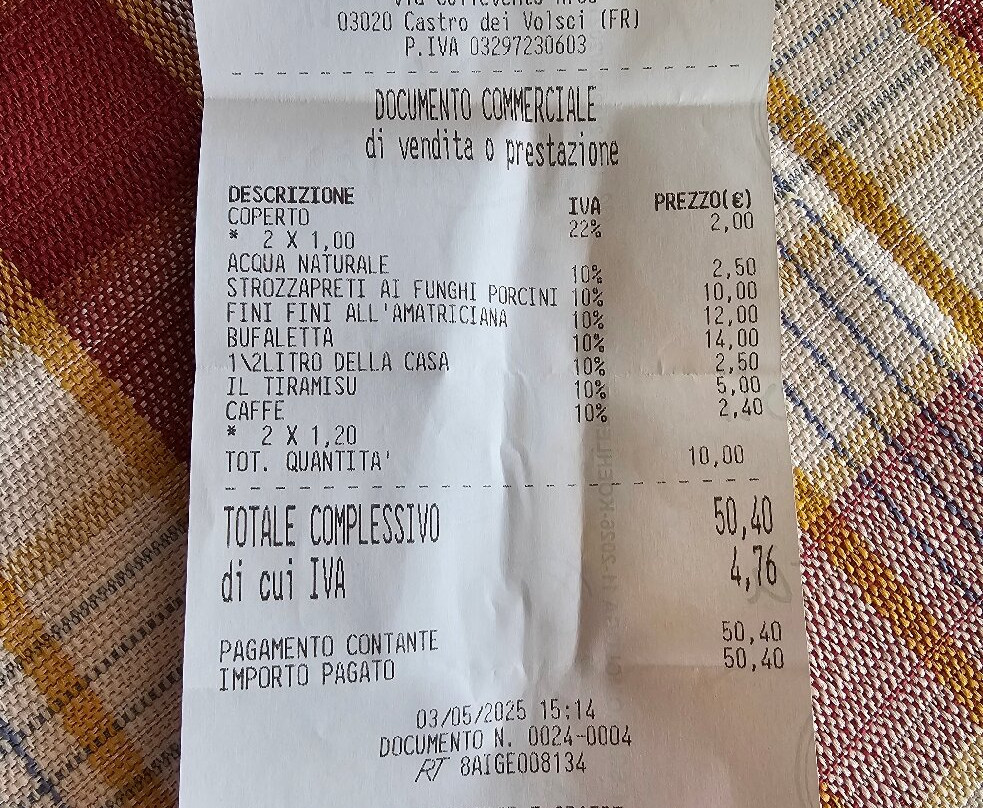 03020 Castro dei Volsci (FR)
P.IVA 03297230603
DOCUMENTO COMMERCIALE
di vendita o prestazione
DESCRIZIONE IVA PREZZO(€)
COPERTO 22% 2,00
* 2 X 1,00
ACQUA NATURALE 10% 2,50
STROZZAPRETI AI FUNGHI PORCINI 10% 10,00
FINI FINI ALL'AMATRICIANA 10% 12,00
BUFALETTA 10% 14,00
1\2LITRO DELLA CASA 10% 2,50
IL TIRAMISU 10% 5,00
CAFFE 10% 2,40
* 2 X 1,20
TOT. QUANTITA' 10,00
TOTALE COMPLESSIVO 50,40
di cui IVA 4,76
PAGAMENTO CONTANTE 50,40
IMPORTO PAGATO 50,40
03/05/2025 15:14
DOCUMENTO N. 0024-0004
RT 8AIGE008134